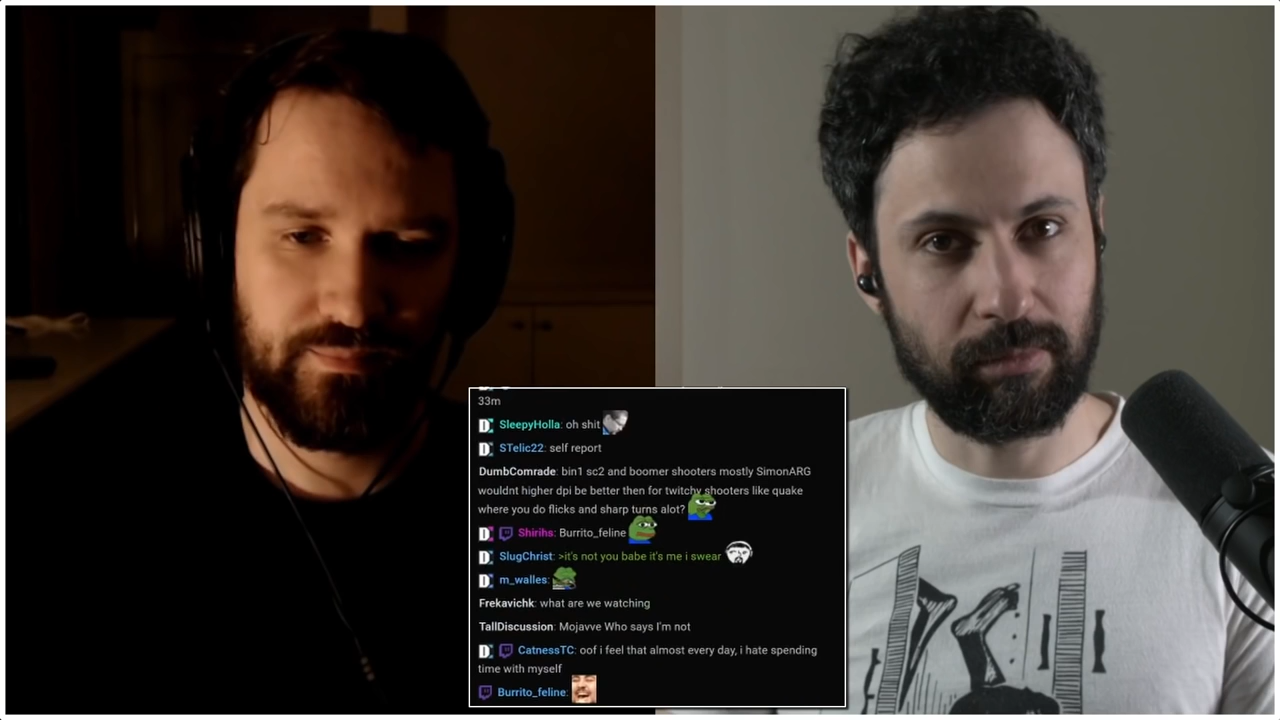 33m
SleepyHolla: oh shit
STelic22: self report
DumbComrade: bin1 sc2 and boomer shooters mostly SimonARG
wouldnt higher dpi be better then for twitchy shooters like quake
where you do flicks and sharp turns alot?
Shirihs: Burrito_feline
SlugChrist: >it's not you babe it's me i swear
m_walles:
Frekavichk: what are we watching
TallDiscussion: Mojavve Who says I'm not
CatnessTC: oof i feel that almost every day, i hate spending
time with myself
Burrito_feline: